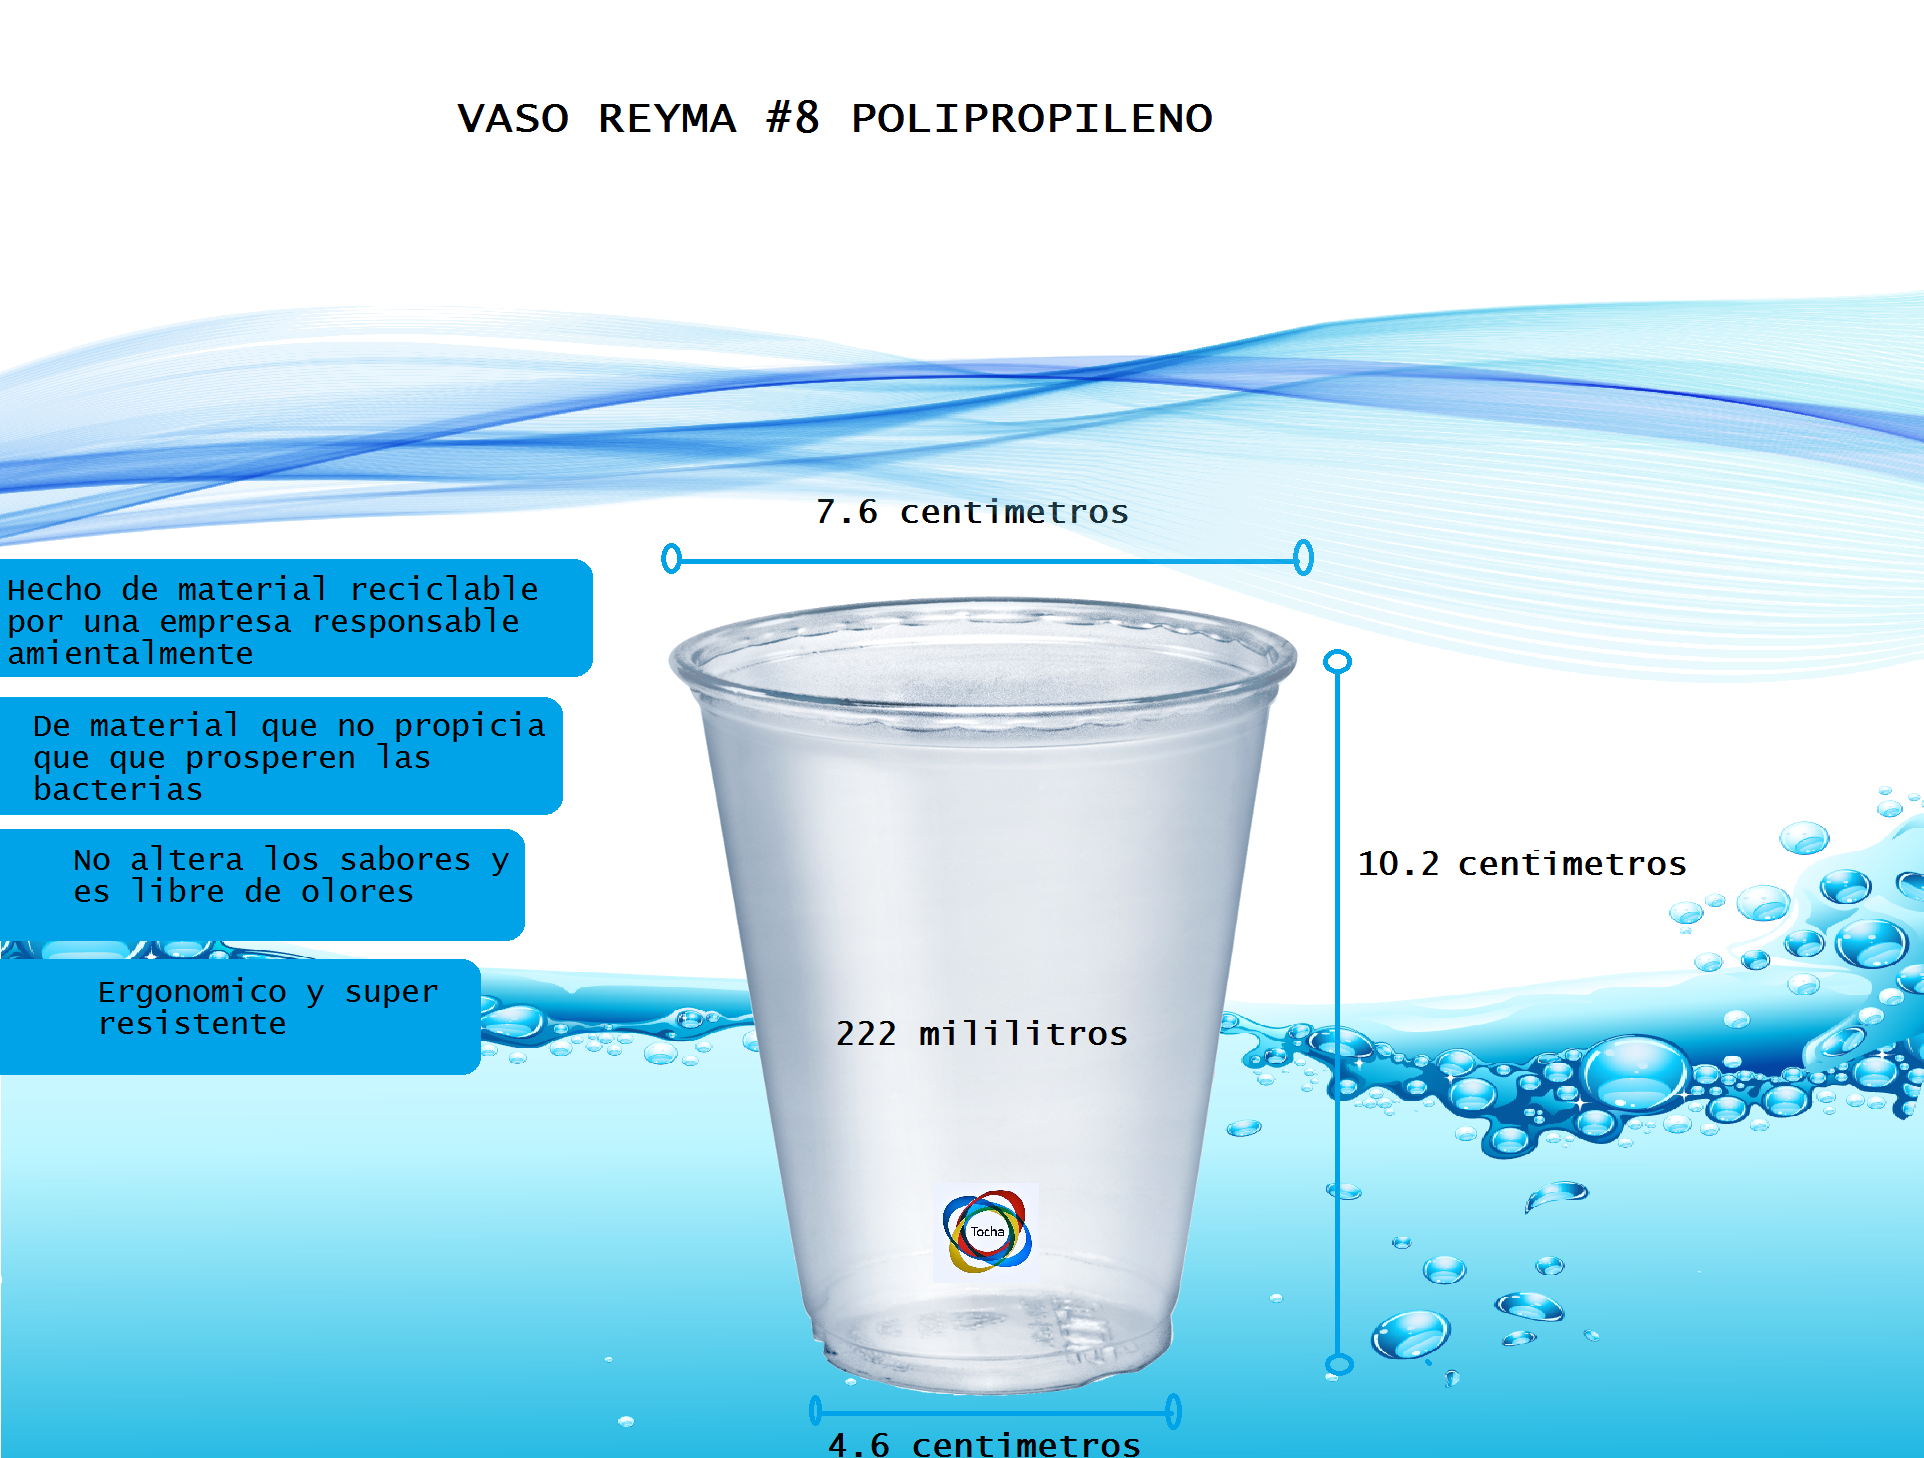 VASO REYMA #8 POLIPROPILENO
7.6 centimetros
Hecho de material reciclable
por una empresa responsable
amientalmente
De material que no propicia
que que prosperen las
bacterias
No altera los sabores y
es libre de olores
Ergonomico y super
resistente
10.2 centimetros
222 mililitros
Tocha
4.6 centimetros